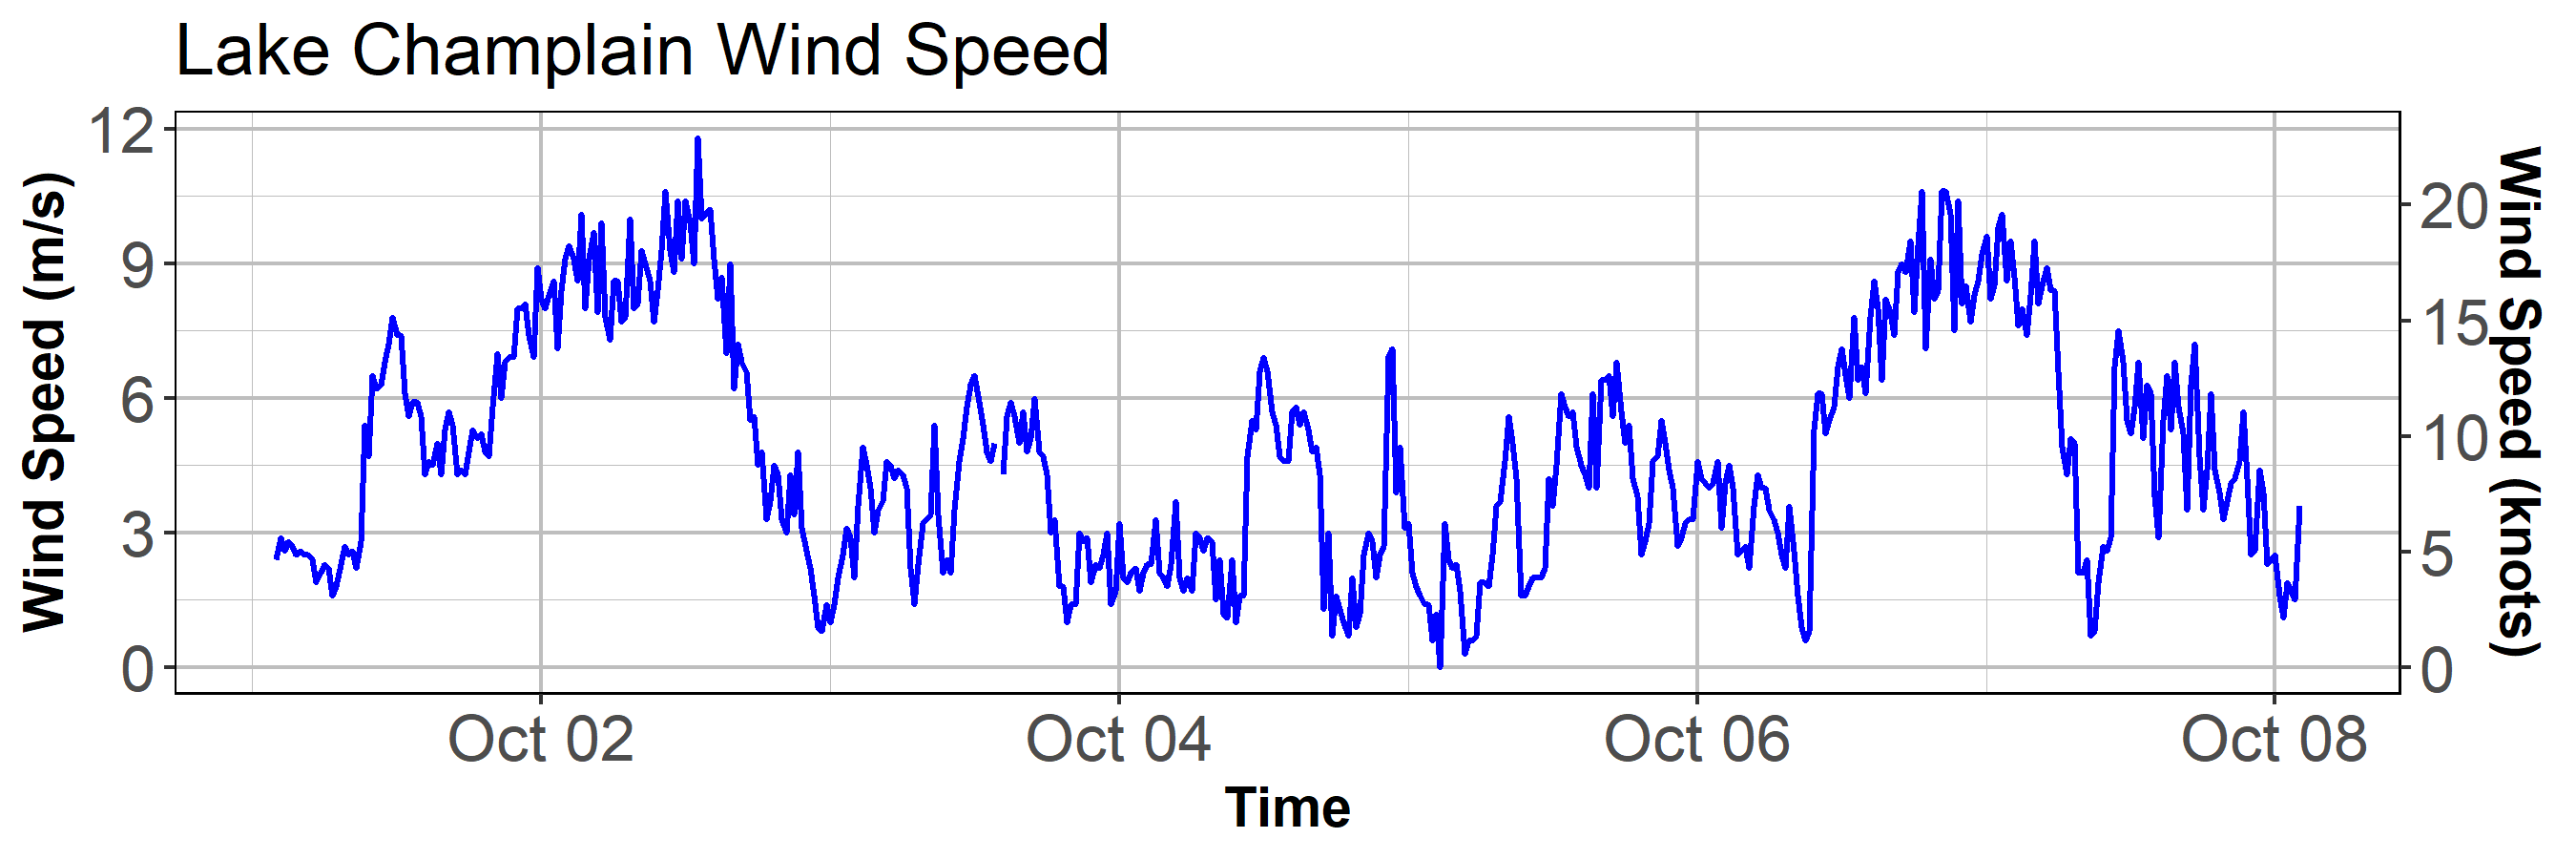 Lake Champlain Wind Speed
Wind Speed (m/s)
12
9
6
3
0
20
15
10
5
0
Wind Speed (knots)
Oct 02
Oct 04
Oct 06
Oct 08
Time